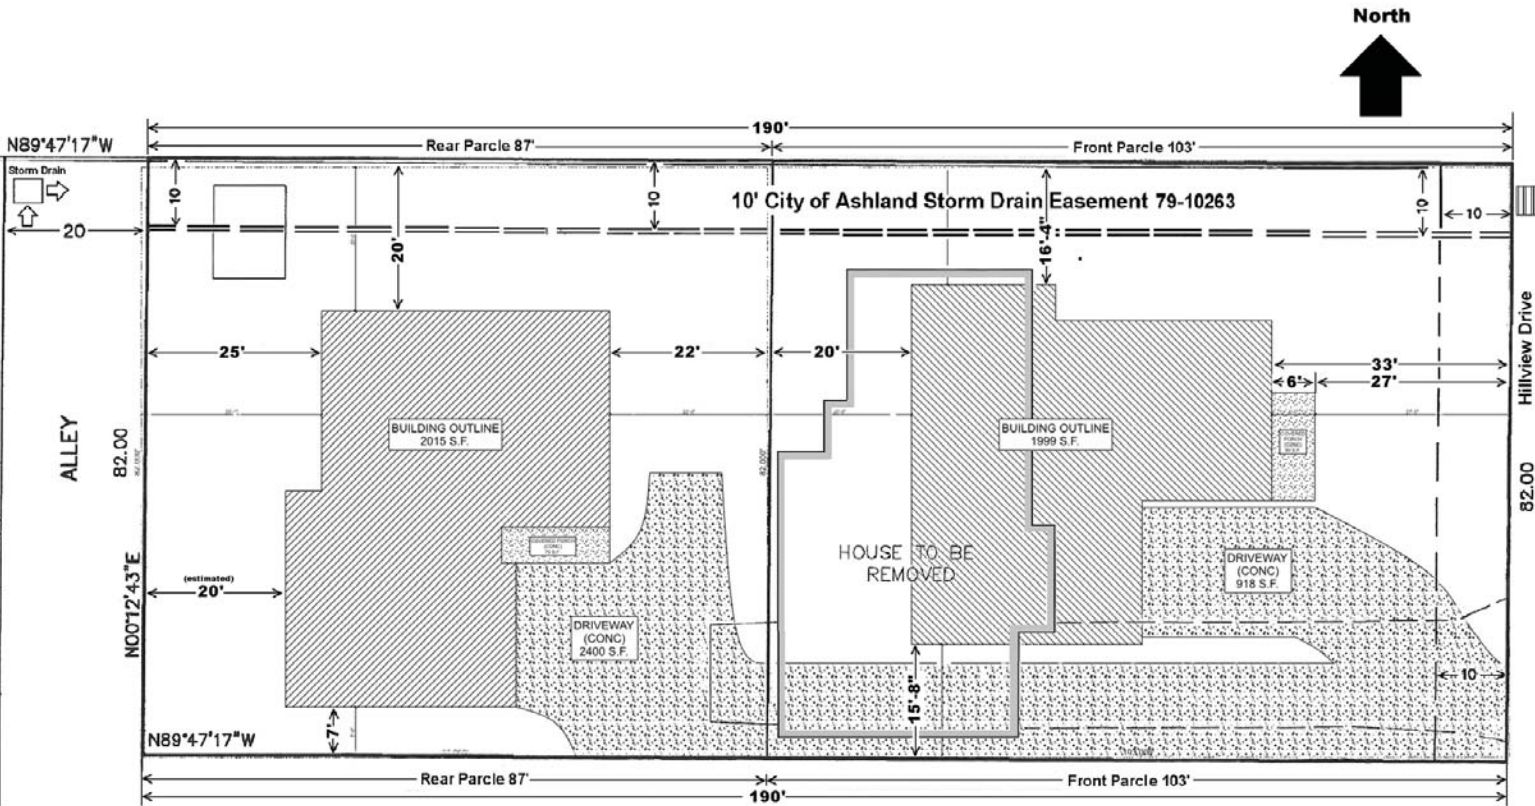 North
190'
N89°47'17"W
Rear Parcle 87'
Front Parcle 103'
Storm Drain
10
10
10' City of Ashland Storm Drain Easement 79-10263
10
10
20
20'
16'-4"
25'
22'
20'
33'
6'
27'
Hillview Drive
ALLEY
82.00
BUILDING OUTLINE
2015 S.F.
BUILDING OUTLINE
1999 S.F.
82.00
HOUSE TO BE
REMOVED
DRIVEWAY
(CONC)
918 S.F.
N00°12'43"E
(estimated)
20'
DRIVEWAY
(CONC)
2400 S.F.
10
15'-8"
7'
N89°47'17"W
Rear Parcle 87'
Front Parcle 103'
190'